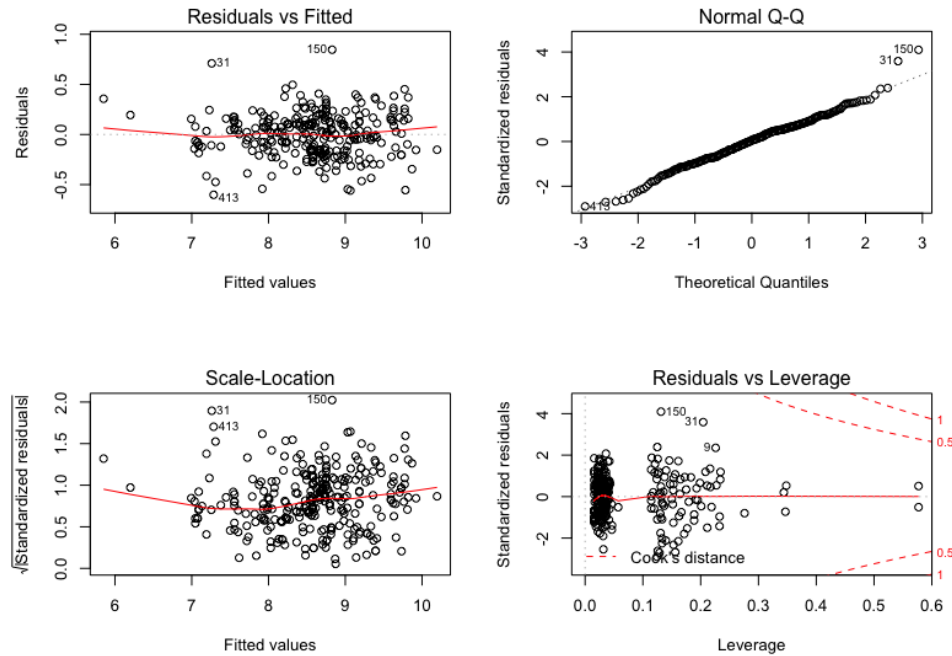 Residuals vs Fitted
Residuals
1.0
0.5
0.0
-0.5
150
31
413
6 7 8 9 10
Fitted values
Normal Q-Q
Standardized residuals
4
2
0
-2
150
31
413
-3 -2 -1 0 1 2 3
Theoretical Quantiles
Scale-Location
√|Standardized residuals|
2.0
1.5
1.0
0.5
0.0
150
31
413
6 7 8 9 10
Fitted values
Residuals vs Leverage
Standardized residuals
4
2
0
-2
150
31
9
1
0.5
0.5
1
Cook's distance
0.0 0.1 0.2 0.3 0.4 0.5 0.6
Leverage